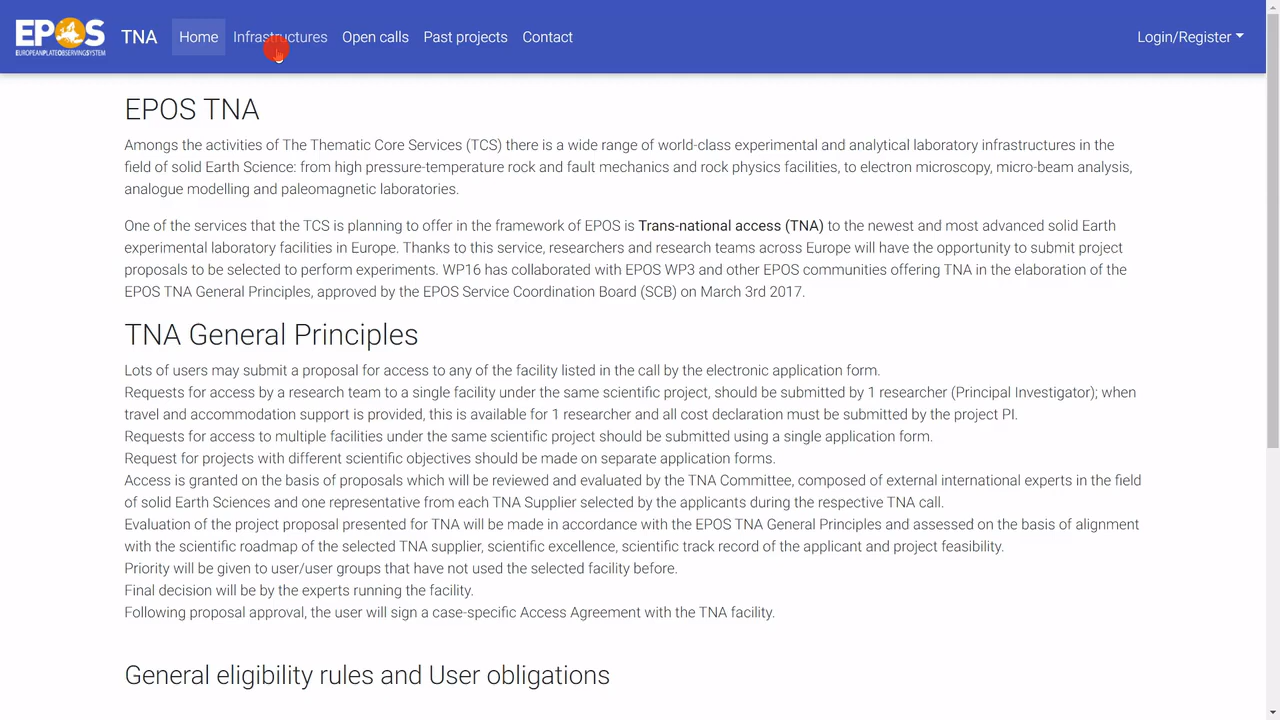 EPOS
EUROPEANPLATEOBSERVINGSYSTEM
TNA Home Infrastructures Open calls Past projects Contact Login/Register
EPOS TNA
Amongs the activities of The Thematic Core Services (TCS) there is a wide range of world-class experimental and analytical laboratory infrastructures in the
field of solid Earth Science: from high pressure-temperature rock and fault mechanics and rock physics facilities, to electron microscopy, micro-beam analysis,
analogue modelling and paleomagnetic laboratories.
One of the services that the TCS is planning to offer in the framework of EPOS is Trans-national access (TNA) to the newest and most advanced solid Earth
experimental laboratory facilities in Europe. Thanks to this service, researchers and research teams across Europe will have the opportunity to submit project
proposals to be selected to perform experiments. WP16 has collaborated with EPOS WP3 and other EPOS communities offering TNA in the elaboration of the
EPOS TNA General Principles, approved by the EPOS Service Coordination Board (SCB) on March 3rd 2017.
TNA General Principles
Lots of users may submit a proposal for access to any of the facility listed in the call by the electronic application form.
Requests for access by a research team to a single facility under the same scientific project, should be submitted by 1 researcher (Principal Investigator); when
travel and accommodation support is provided, this is available for 1 researcher and all cost declaration must be submitted by the project PI.
Requests for access to multiple facilities under the same scientific project should be submitted using a single application form.
Request for projects with different scientific objectives should be made on separate application forms.
Access is granted on the basis of proposals which will be reviewed and evaluated by the TNA Committee, composed of external international experts in the field
of solid Earth Sciences and one representative from each TNA Supplier selected by the applicants during the respective TNA call.
Evaluation of the project proposal presented for TNA will be made in accordance with the EPOS TNA General Principles and assessed on the basis of alignment
with the scientific roadmap of the selected TNA supplier, scientific excellence, scientific track record of the applicant and project feasibility.
Priority will be given to user/user groups that have not used the selected facility before.
Final decision will be by the experts running the facility.
Following proposal approval, the user will sign a case-specific Access Agreement with the TNA facility.
General eligibility rules and User obligations